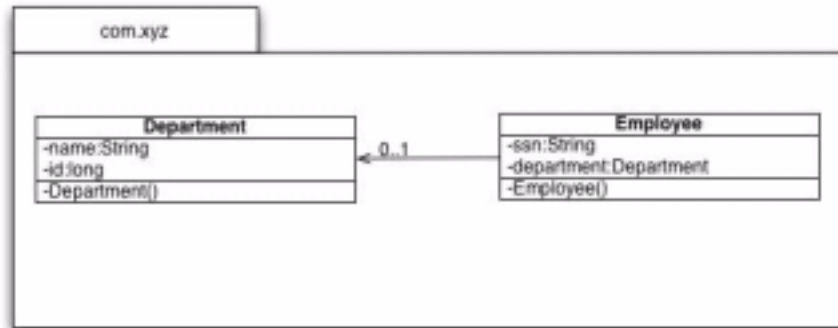 com.xyz
Department
-name:String
-id:long
-Department()
0..1
Employee
-ssn:String
-department:Department
-Employee()